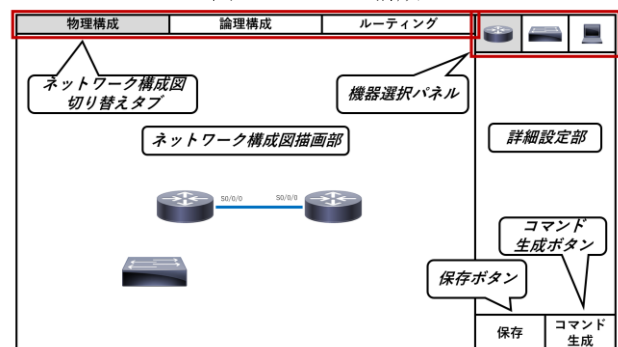 物理構成
論理構成
ルーティング
ネットワーク構成図
切り替えタブ
機器選択パネル
ネットワーク構成図描画部
詳細設定部
S0/0/0
S0/0/0
コマンド
生成ボタン
保存ボタン
保存
コマンド
生成